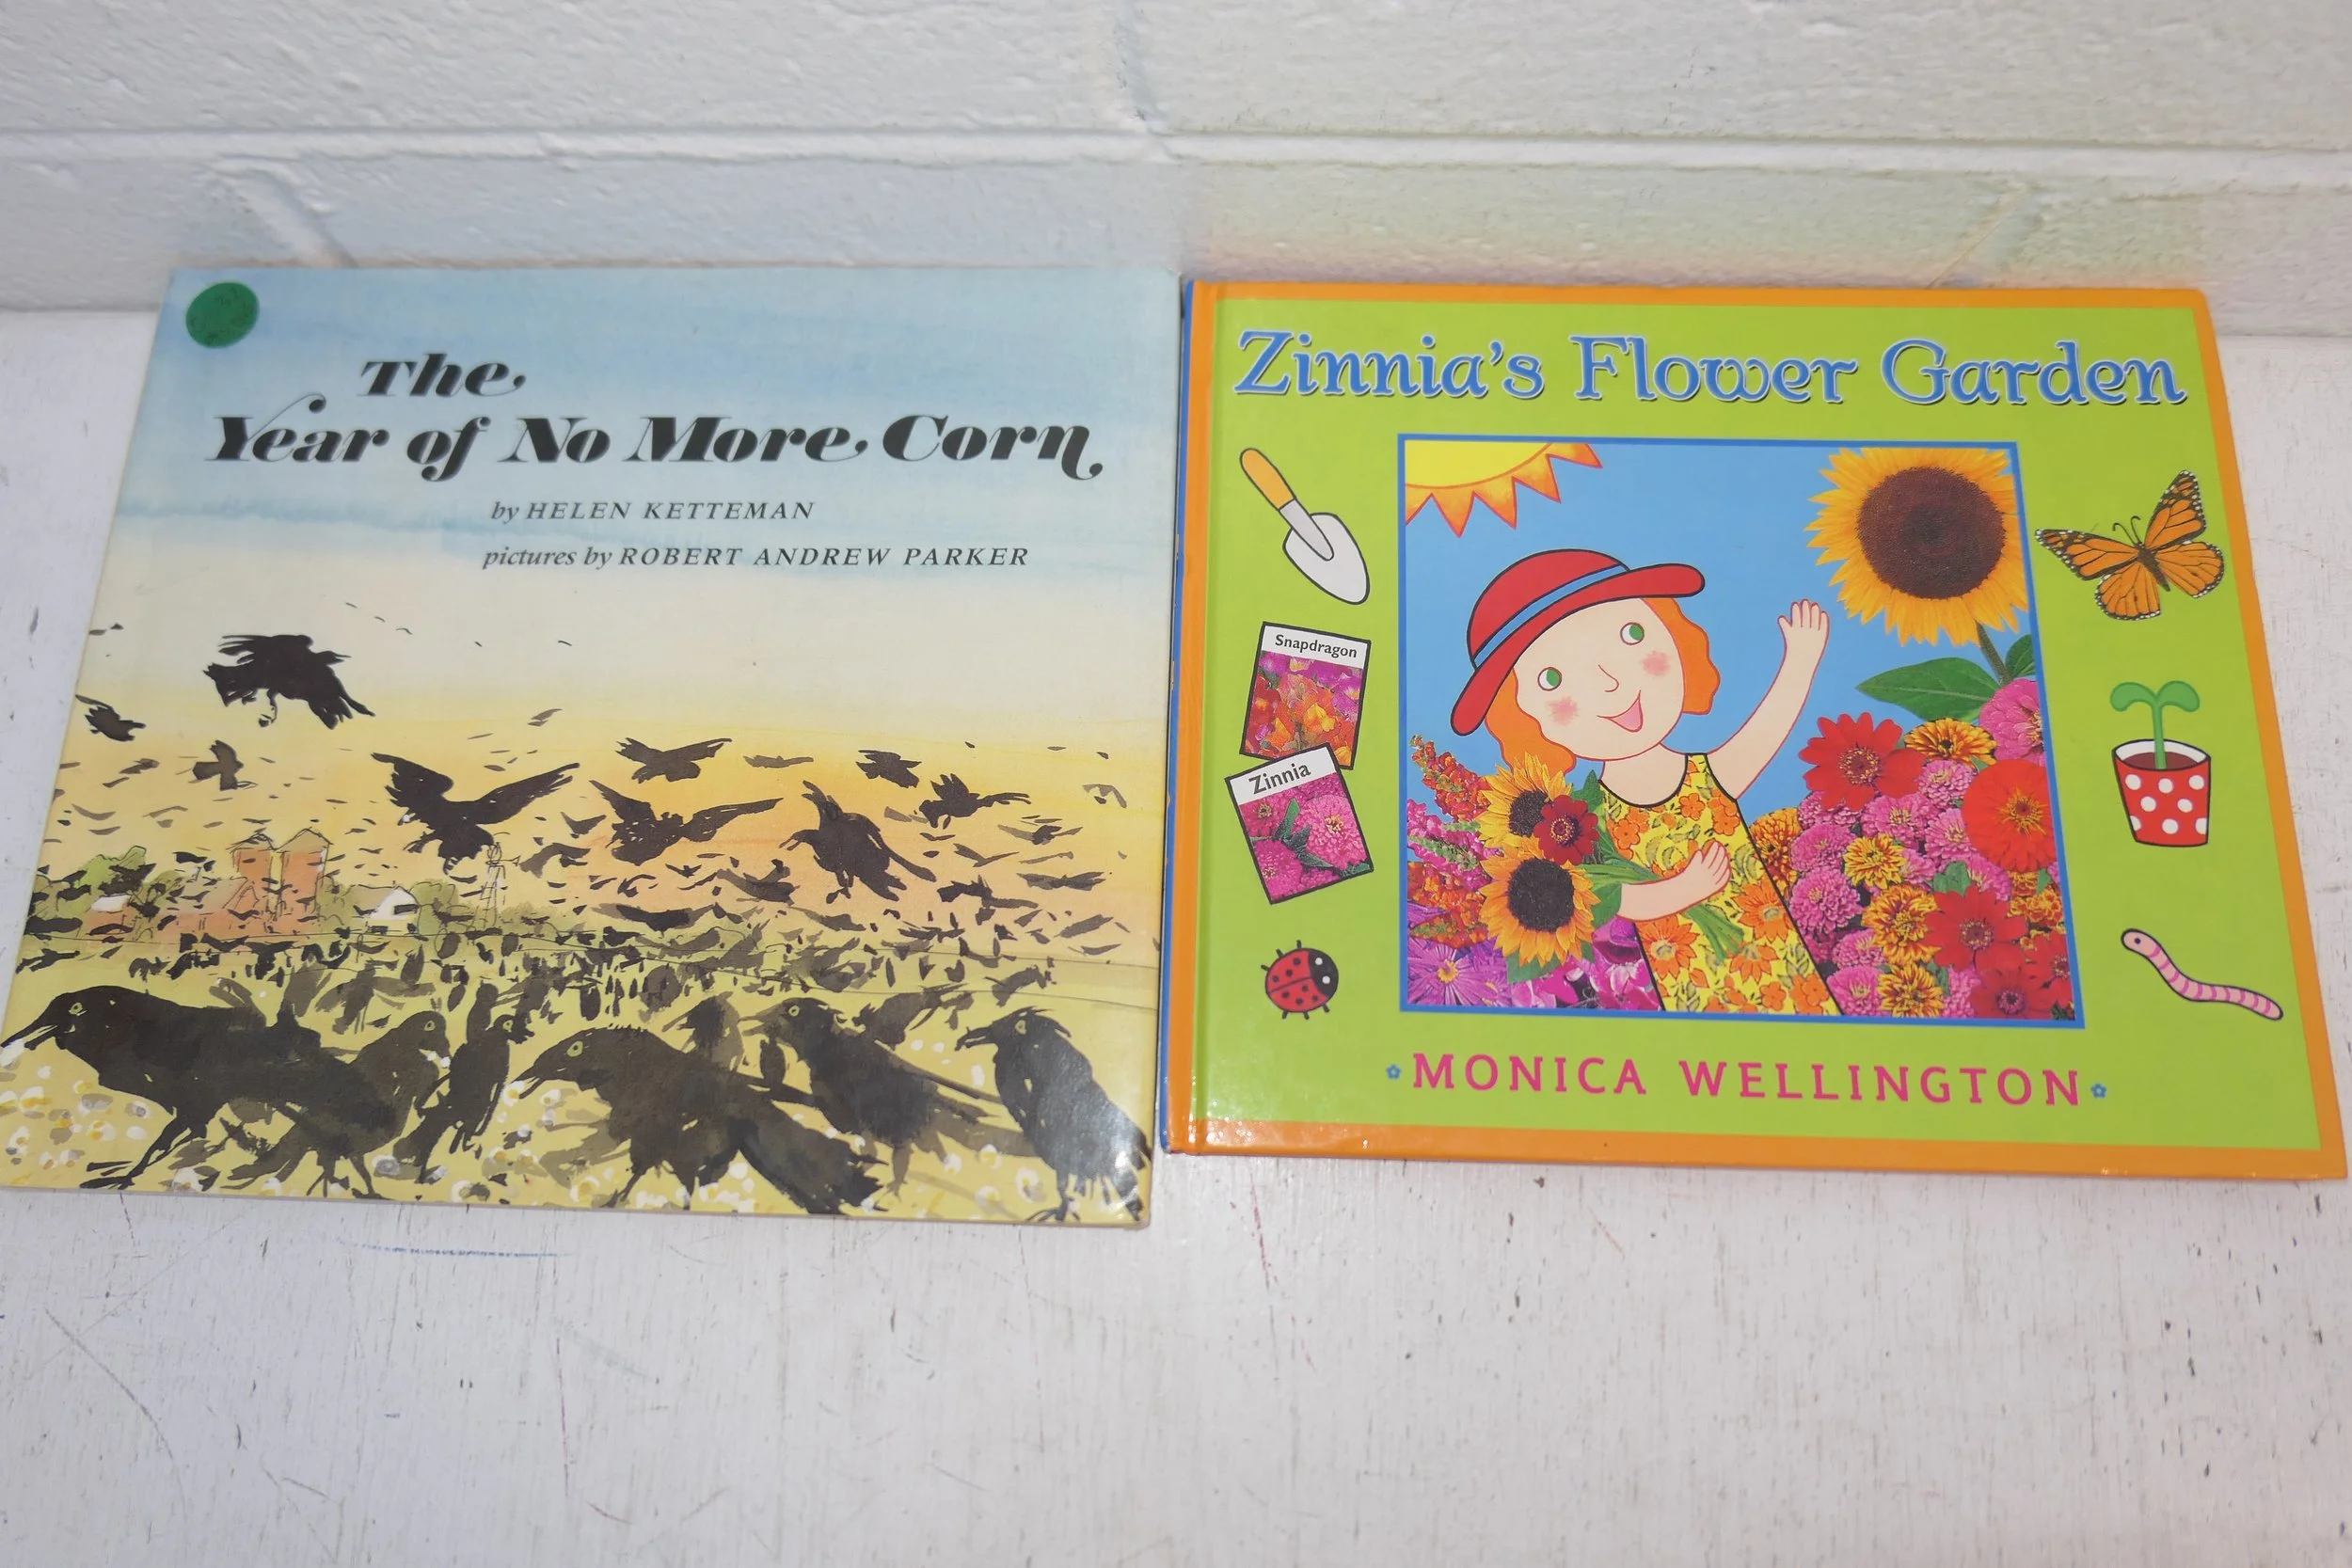 The
Year of No More Corn
by HELEN KETTEMAN
pictures by ROBERT ANDREW PARKER
Zinnia's Flower Garden
Snapdragon
Zinnia
MONICA WELLINGTON